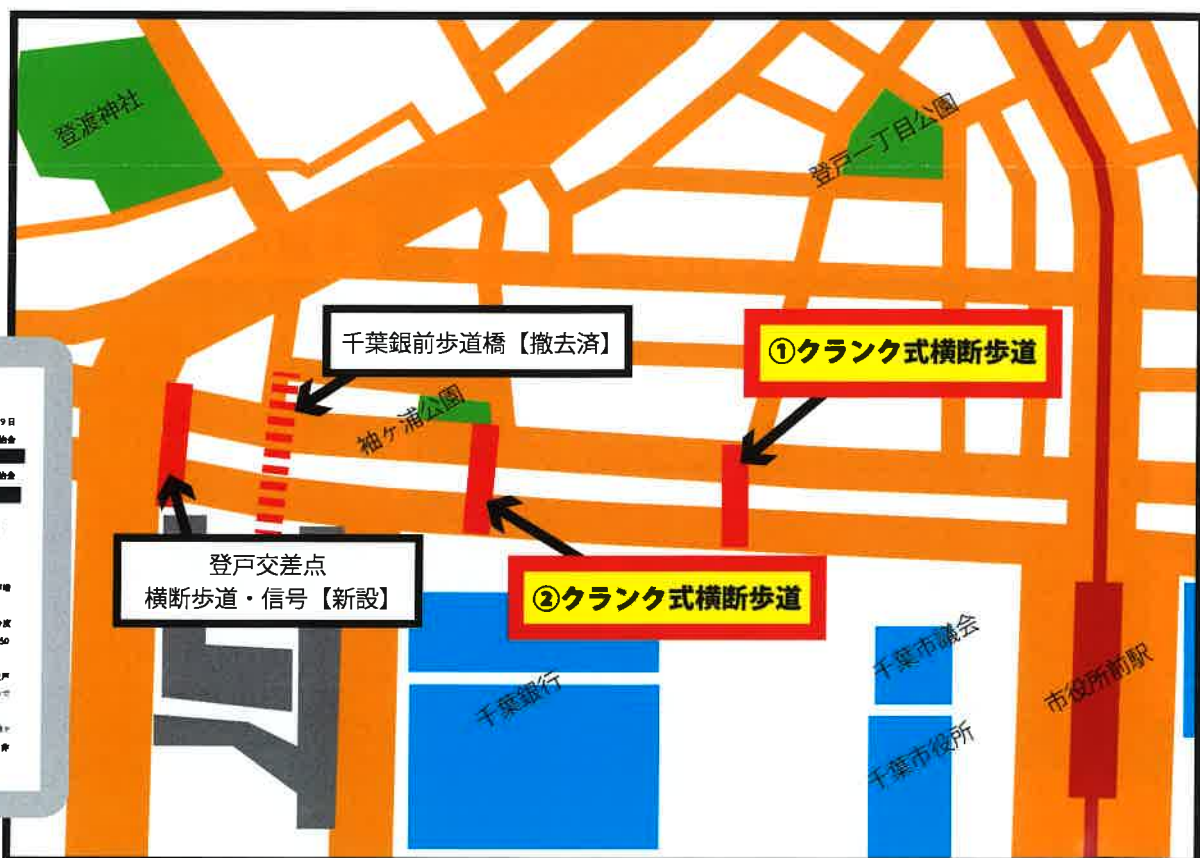 登渡神社
登戸一丁目公園
千葉銀前歩道橋【撤去済】
①クランク式横断歩道
袖ヶ浦公園
登戸交差点
横断歩道・信号【新設】
②クランク式横断歩道
千葉銀行
千葉市議会
千葉市役所
市役所前駅
9日